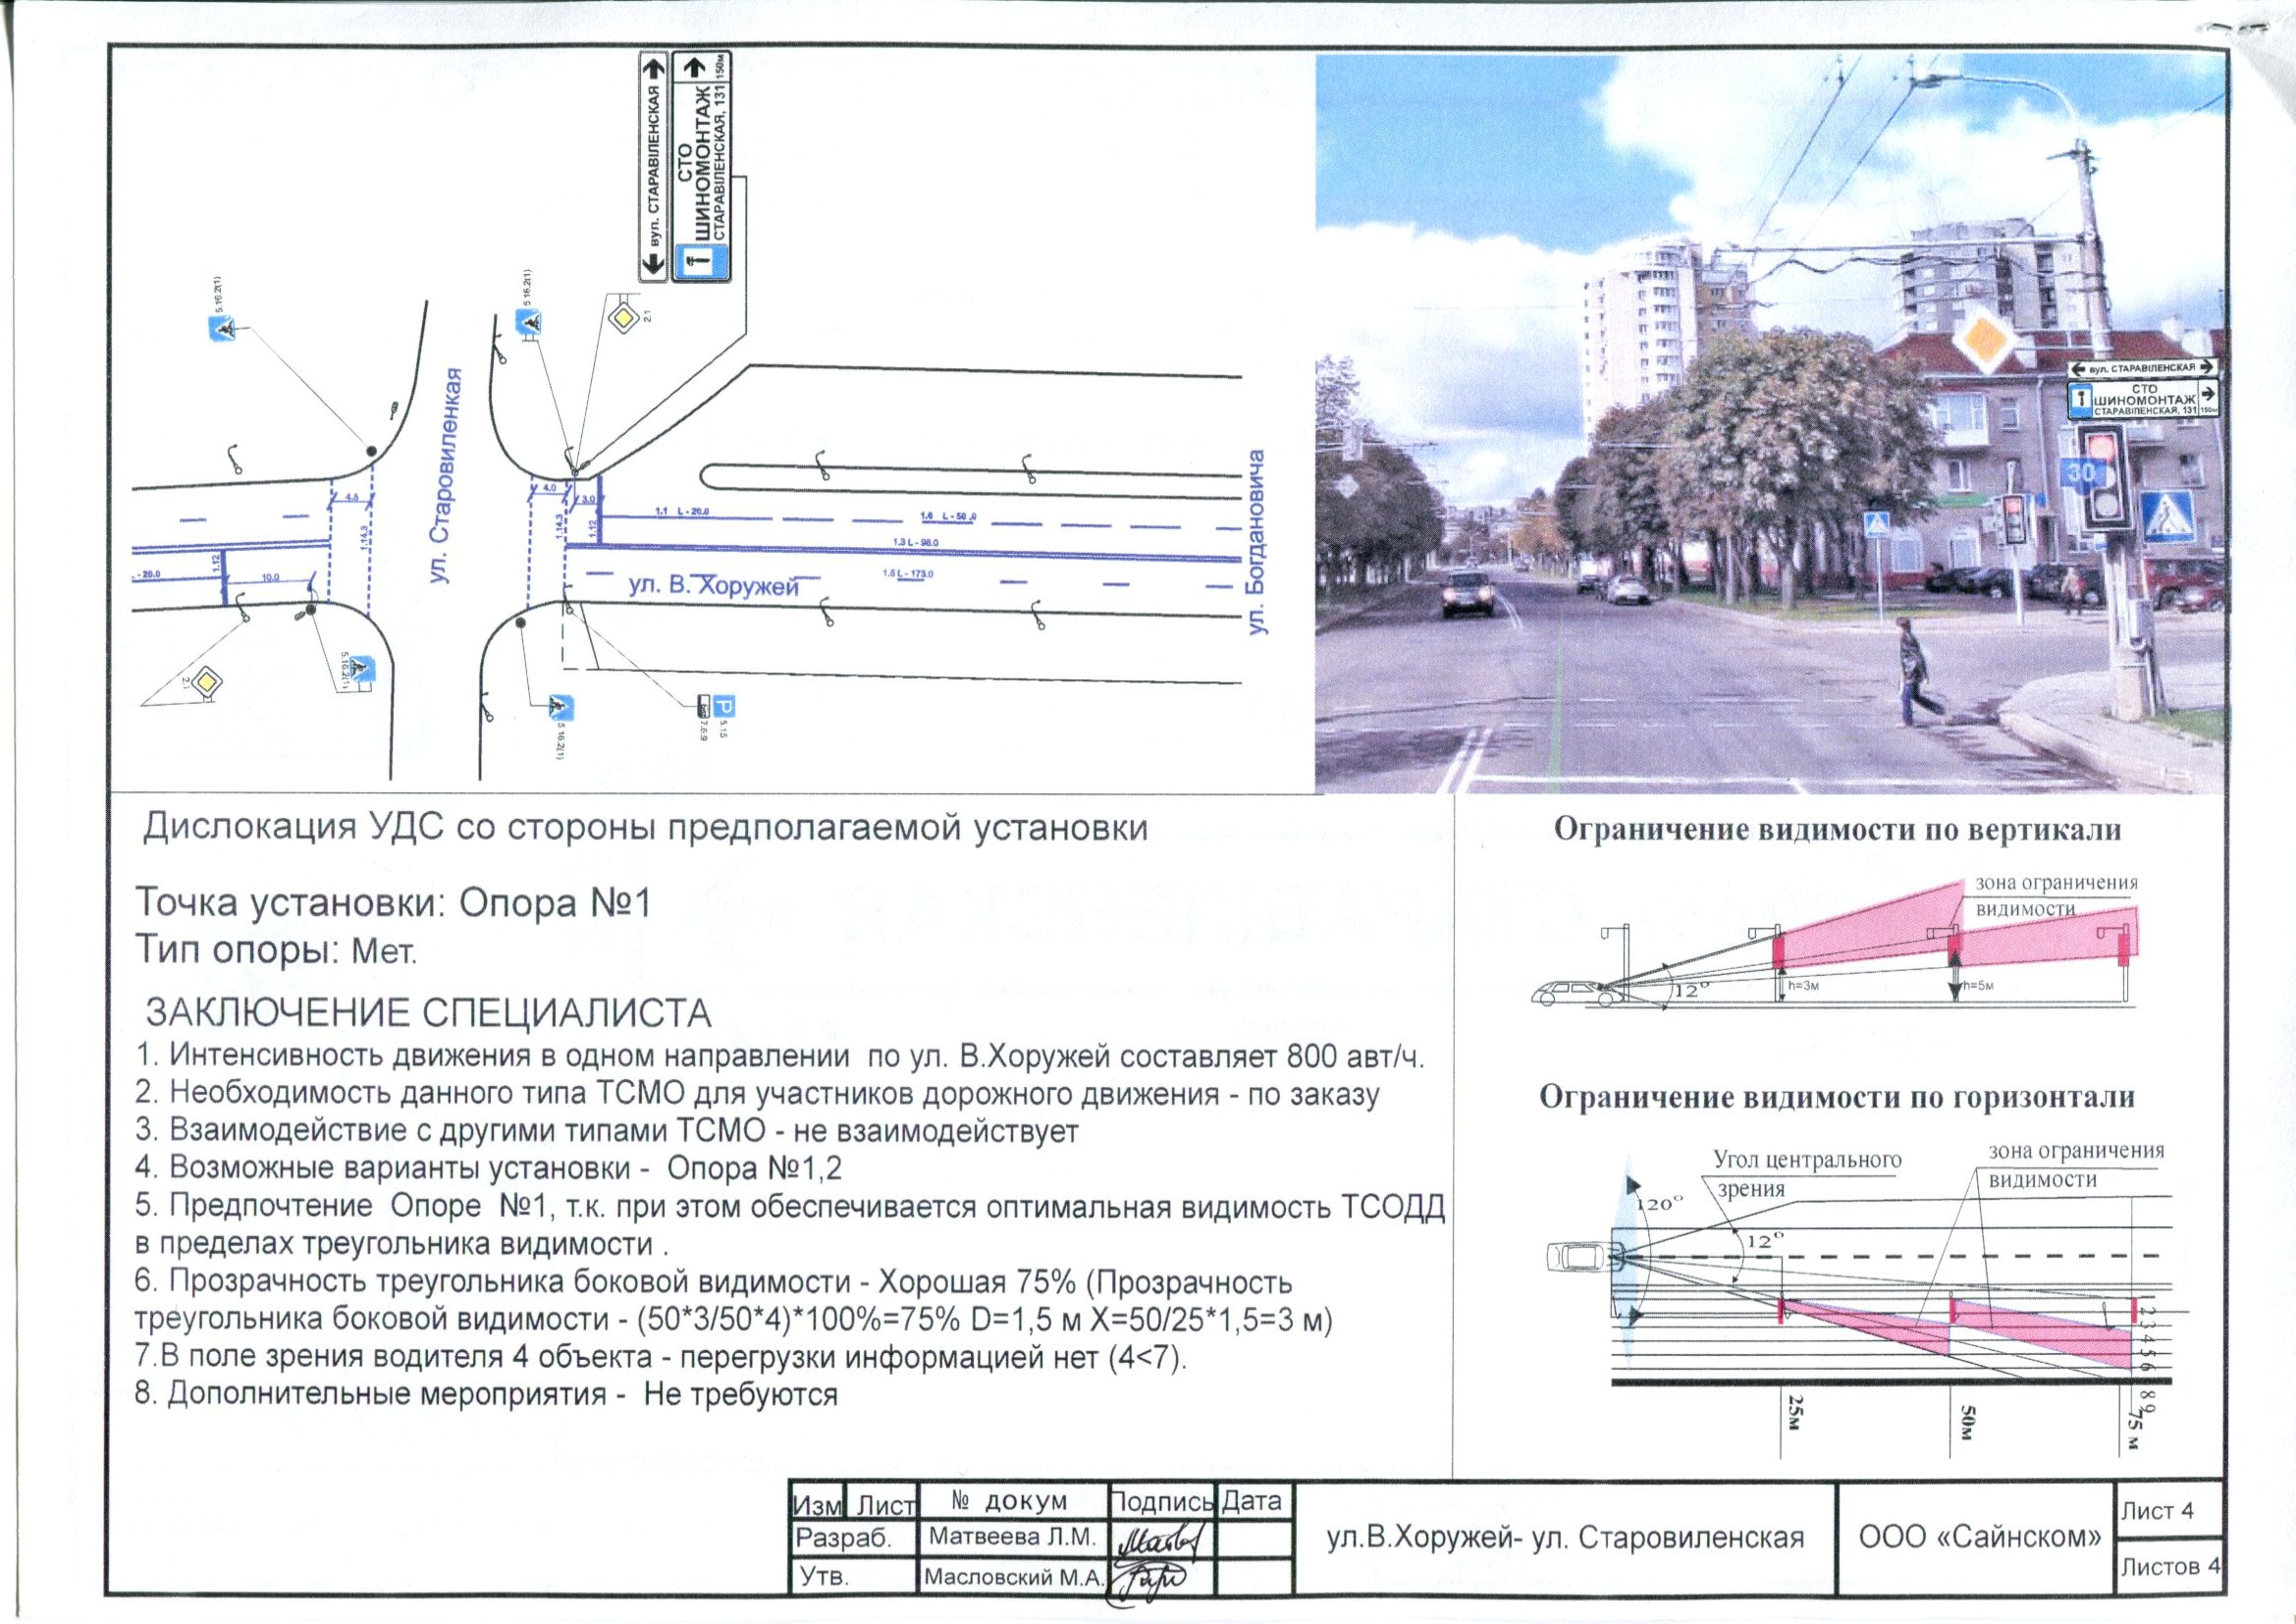 вул. СТАРАВIЛЕНСКАЯ
СТО
ШИНОМОНТАЖ
СТАРАВIЛЕНСКАЯ, 131
150м
5.16.2(1)
5.16.2(1)
2.1
ул. Старовиленкая
4.5
1.14.3
4.0
3.0
1.14.3
1.12
1.1 L-20.0
1.6 L-50.0
1.3 L-98.0
1.5 L-173.0
ул. В. Хоружей
ул. Богдановича
1.12
-20.0
10.0
2.1
5.16.2(1)
5.16.2(1)
P
5.15
7.6.9
вул. СТАРАВIЛЕНСКАЯ
СТО
ШИНОМОНТАЖ
СТАРАВIЛЕНСКАЯ, 131
150м
30
Дислокация УДС со стороны предполагаемой установки
Точка установки: Опора №1
Тип опоры: Мет.
ЗАКЛЮЧЕНИЕ СПЕЦИАЛИСТА
1. Интенсивность движения в одном направлении по ул. В.Хоружей составляет 800 авт/ч.
2. Необходимость данного типа ТСМО для участников дорожного движения - по заказу
3. Взаимодействие с другими типами ТСМО - не взаимодействует
4. Возможные варианты установки - Опора №1,2
5. Предпочтение Опоре №1, т.к. при этом обеспечивается оптимальная видимость ТСОДД
в пределах треугольника видимости .
6. Прозрачность треугольника боковой видимости - Хорошая 75% (Прозрачность
треугольника боковой видимости - (50*3/50*4)*100%=75% D=1,5 м X=50/25*1,5=3 м)
7.В поле зрения водителя 4 объекта - перегрузки информацией нет (4<7).
8. Дополнительные мероприятия - Не требуются
Ограничение видимости по вертикали
зона ограничения
видимости
12°
h=3м
h=5м
Ограничение видимости по горизонтали
Угол центрального
зрения
зона ограничения
видимости
120°
12°
1 2 3 4 5 6 8 9
25м
50м
75 м
Изм Лист № докум Подпись Дата
Разраб. Матвеева Л.М.
Утв. Масловский М.А.
ул.В.Хоружей- ул. Старовиленская
ООО «Сайнском»
Лист 4
Листов 4